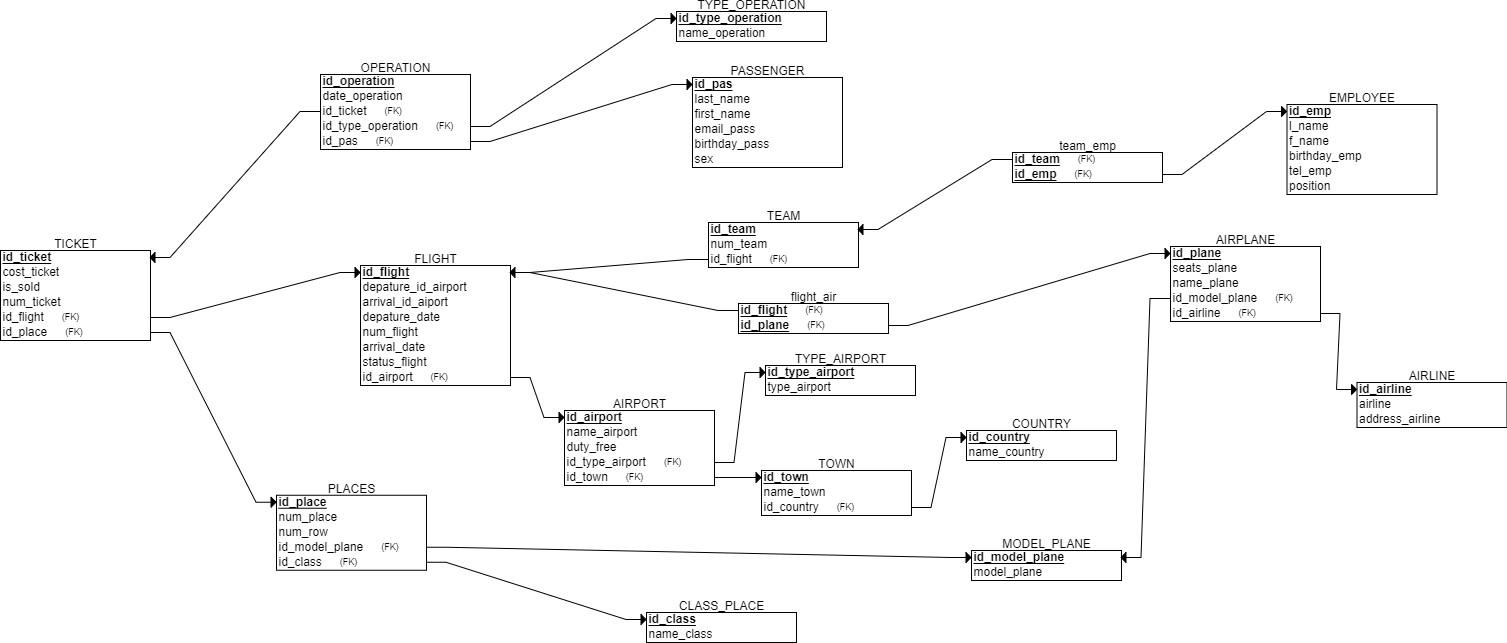 TYPE_OPERATION
id_type_operation
name_operation
OPERATION
id_operation
date_operation
id_ticket (FK)
id_type_operation (FK)
id_pas (FK)
PASSENGER
id_pas
last_name
first_name
email_pass
birthday_pass
sex
EMPLOYEE
id_emp
l_name
f_name
birthday_emp
tel_emp
position
team_emp
id_team (FK)
id_emp (FK)
TEAM
id_team
num_team
id_flight (FK)
TICKET
id_ticket
cost_ticket
is_sold
num_ticket
id_flight (FK)
id_place (FK)
FLIGHT
id_flight
depature_id_airport
arrival_id_aiport
depature_date
num_flight
arrival_date
status_flight
id_airport (FK)
flight_air
id_flight (FK)
id_plane (FK)
AIRPLANE
id_plane
seats_plane
name_plane
id_model_plane (FK)
id_airline (FK)
TYPE_AIRPORT
id_type_airport
type_airport
AIRLINE
id_airline
airline
address_airline
AIRPORT
id_airport
name_airport
duty_free
id_type_airport (FK)
id_town (FK)
COUNTRY
id_country
name_country
TOWN
id_town
name_town
id_country (FK)
PLACES
id_place
num_place
num_row
id_model_plane (FK)
id_class (FK)
MODEL_PLANE
id_model_plane
model_plane
CLASS_PLACE
id_class
name_class